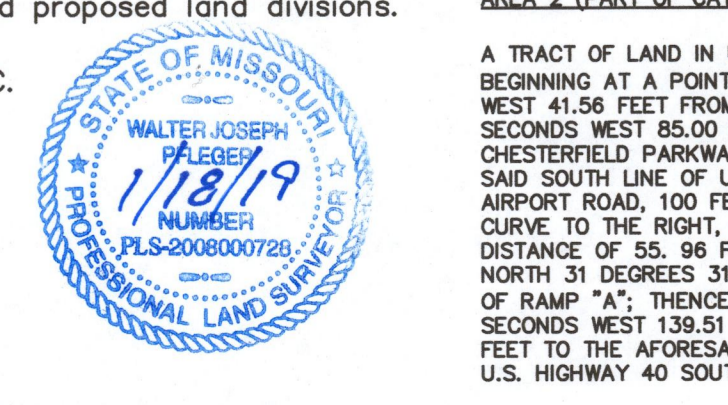 d proposed land divisions.
C.
STATE OF MISSOURI
WALTER JOSEPH
PFLEGER
1/18/19
NUMBER
PLS-2008000728
PROFESSIONAL LAND SURVEYOR
A TRACT OF LAND IN
BEGINNING AT A POINT
WEST 41.56 FEET FROM
SECONDS WEST 85.00
CHESTERFIELD PARKWA
SAID SOUTH LINE OF U
AIRPORT ROAD, 100 FE
CURVE TO THE RIGHT,
DISTANCE OF 55. 96 F
NORTH 31 DEGREES 31
OF RAMP "A"; THENCE
SECONDS WEST 139.51
FEET TO THE AFORESA
U.S. HIGHWAY 40 SOUT